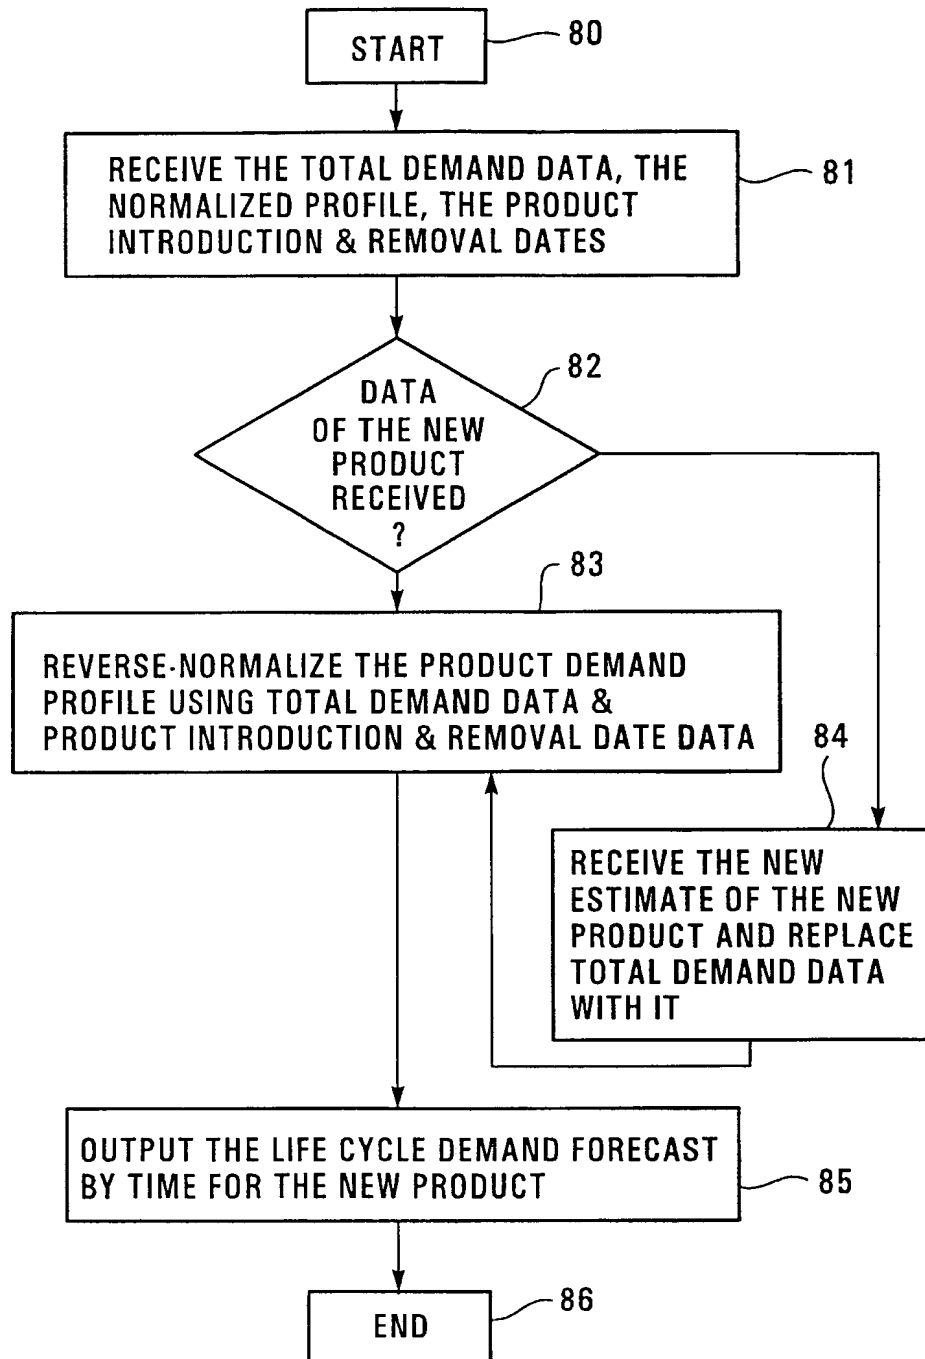 START
80
RECEIVE THE TOTAL DEMAND DATA, THE
NORMALIZED PROFILE, THE PRODUCT
INTRODUCTION & REMOVAL DATES
81
DATA
OF THE NEW
PRODUCT
RECEIVED
?
82
83
REVERSE-NORMALIZE THE PRODUCT DEMAND
PROFILE USING TOTAL DEMAND DATA &
PRODUCT INTRODUCTION & REMOVAL DATE DATA
84
RECEIVE THE NEW
ESTIMATE OF THE NEW
PRODUCT AND REPLACE
TOTAL DEMAND DATA
WITH IT
OUTPUT THE LIFE CYCLE DEMAND FORECAST
BY TIME FOR THE NEW PRODUCT
85
END
86